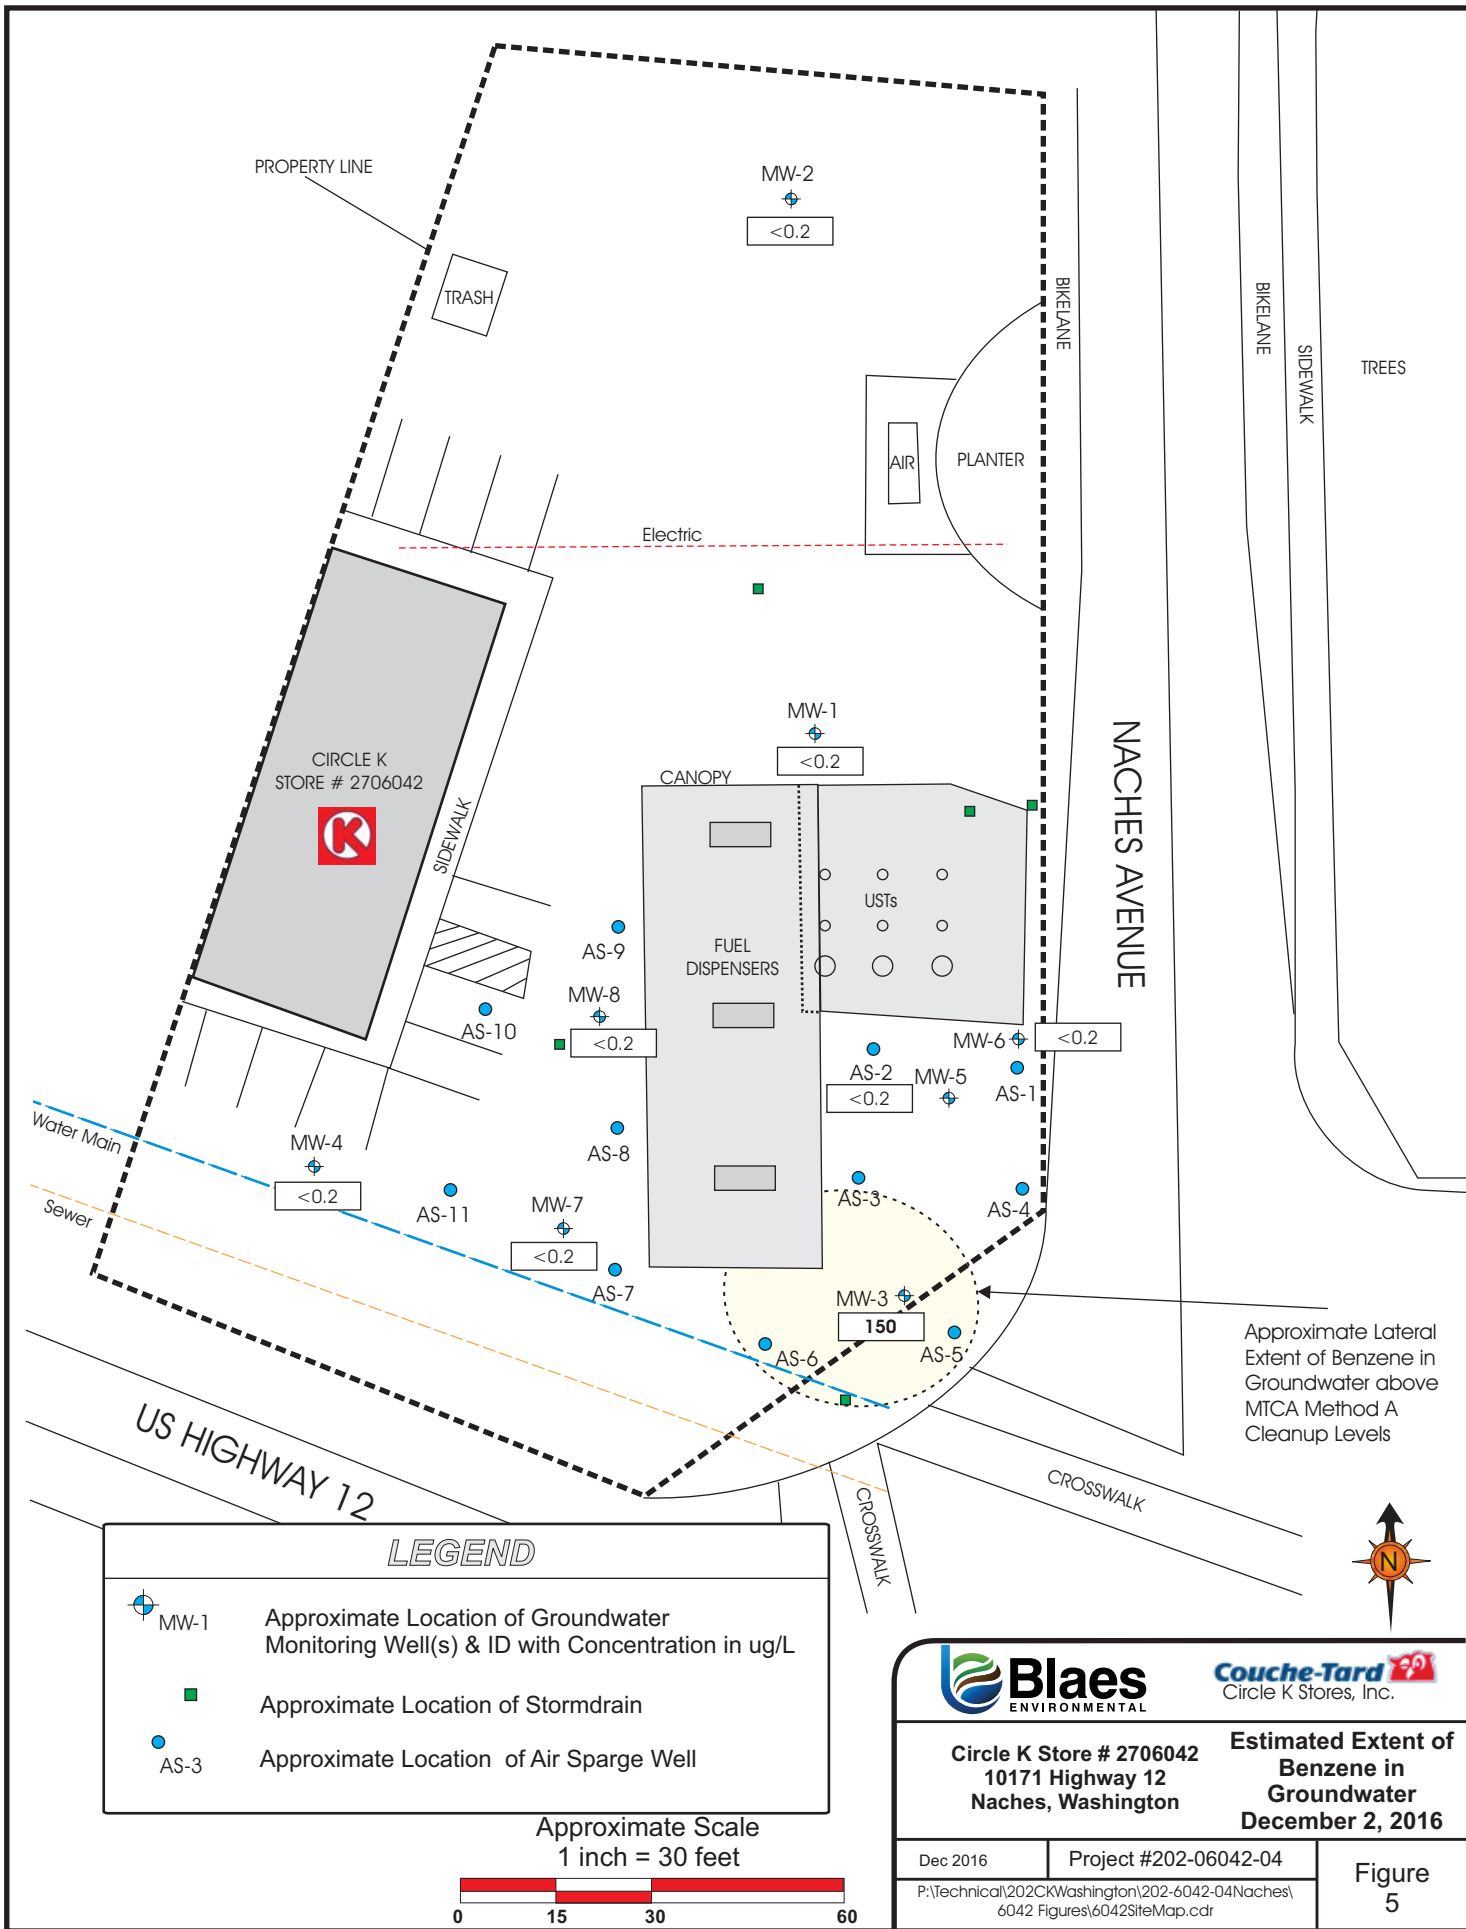 PROPERTY LINE
MW-2
<0.2
TRASH
BIKELANE
BIKELANE
SIDEWALK
TREES
AIR
PLANTER
Electric
MW-1
<0.2
CIRCLE K
STORE # 2706042
K
SIDEWALK
CANOPY
NACHES AVENUE
USTs
FUEL
DISPENSERS
AS-9
MW-8
<0.2
AS-10
MW-6
<0.2
AS-2
<0.2
MW-5
AS-1
Water Main
Sewer
MW-4
<0.2
AS-8
AS-11
MW-7
<0.2
AS-3
AS-4
AS-7
MW-3
150
AS-6
AS-5
Approximate Lateral
Extent of Benzene in
Groundwater above
MTCA Method A
Cleanup Levels
US HIGHWAY 12
CROSSWALK
CROSSWALK
N
LEGEND
MW-1
Approximate Location of Groundwater
Monitoring Well(s) & ID with Concentration in ug/L
Approximate Location of Stormdrain
AS-3
Approximate Location of Air Sparge Well
Approximate Scale
1 inch = 30 feet
0 15 30 60
Blaes
ENVIRONMENTAL
Couche-Tard
Circle K Stores, Inc.
Circle K Store # 2706042
10171 Highway 12
Naches, Washington
Estimated Extent of
Benzene in
Groundwater
December 2, 2016
Dec 2016
Project #202-06042-04
P:\Technical\202CKWashington\202-6042-04Naches\
6042 Figures\6042SiteMap.cdr
Figure
5